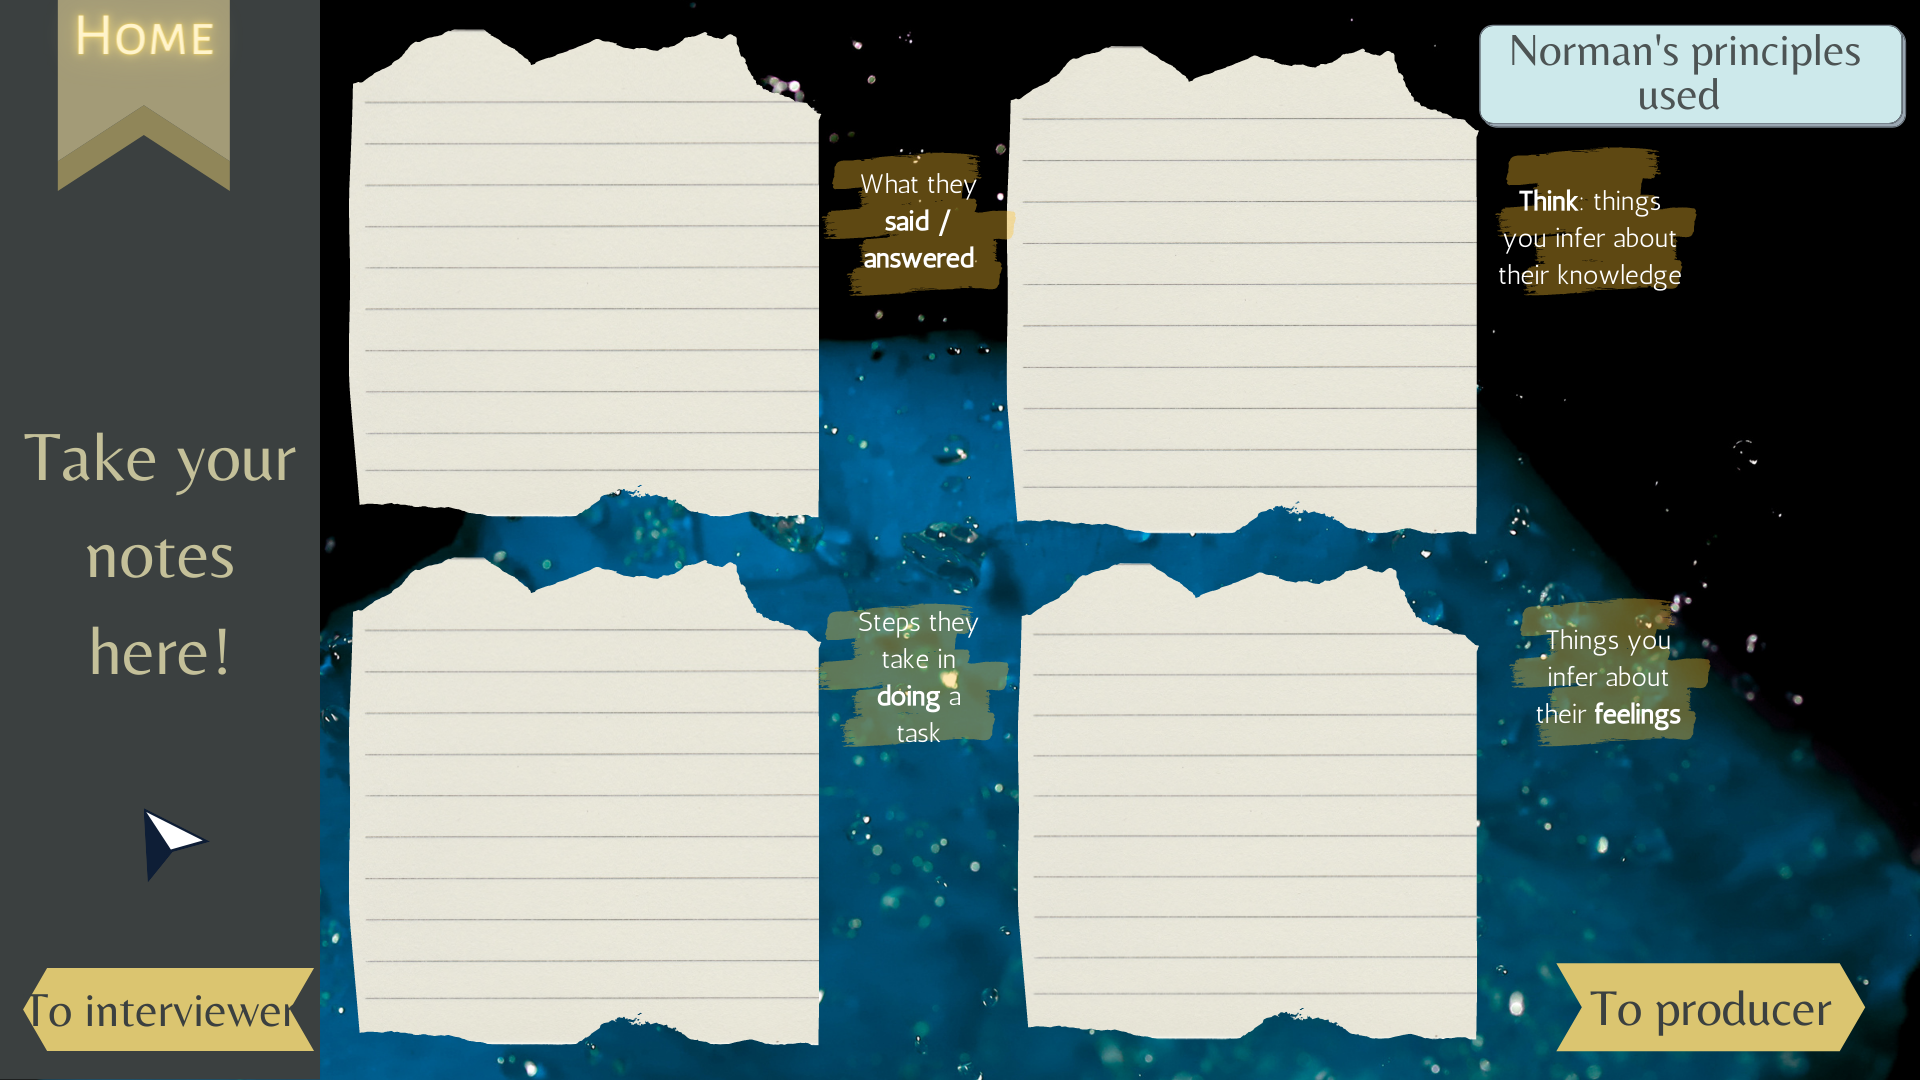 Home
Take your
notes
here!
To interviewer
What they
said /
answered
Norman's principles
used
Think: things
you infer about
their knowledge
Steps they
take in
doing a
task
Things you
infer about
their feelings
To producer